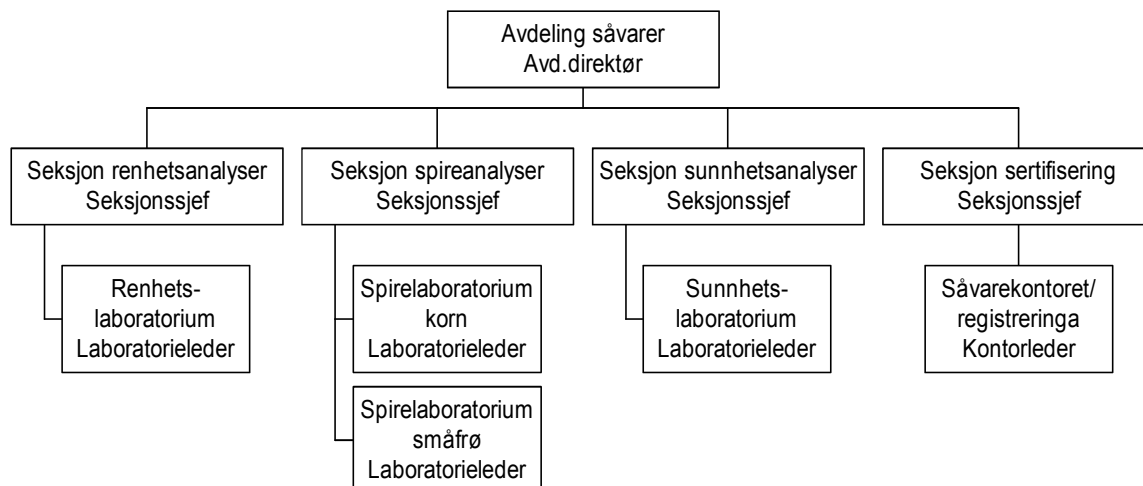 Avdeling såvarer
Avd.direktør
Seksjon renhetsanalyser
Seksjonssjef
Seksjon spireanalyser
Seksjonssjef
Seksjon sunnhetsanalyser
Seksjonssjef
Seksjon sertifisering
Seksjonssjef
Renhets-
laboratorium
Laboratorieleder
Spirelaboratorium
korn
Laboratorieleder
Sunnhets-
laboratorium
Laboratorieleder
Såvarekontoret/
registreringa
Kontorleder
Spirelaboratorium
småfrø
Laboratorieleder